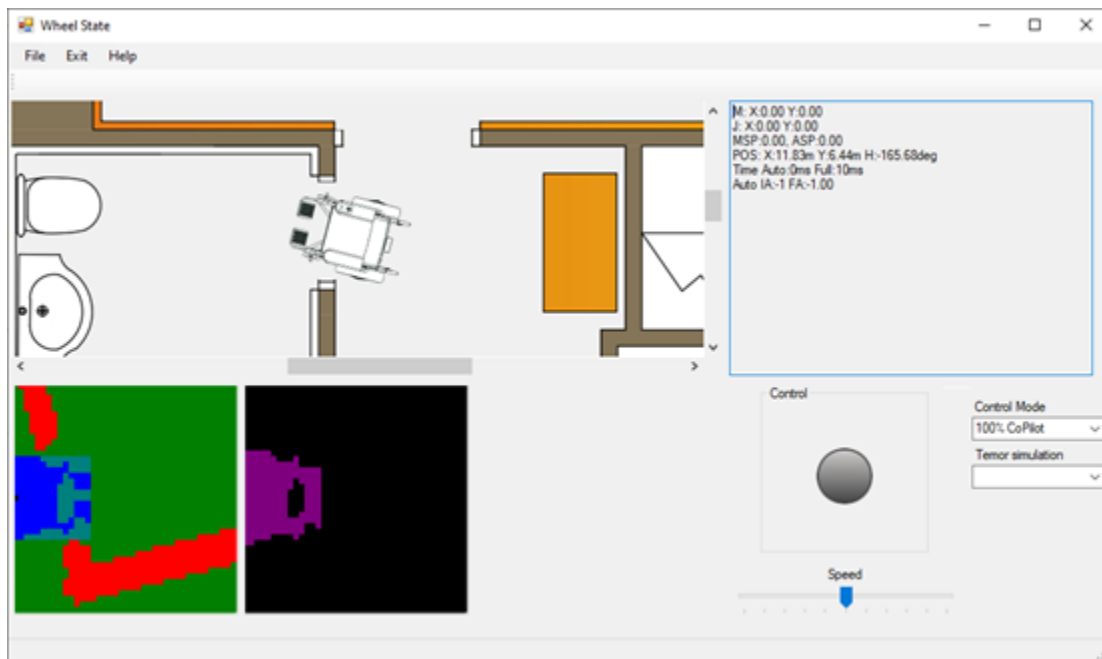 Wheel State
File Exit Help
M: X:0.00 Y:0.00
J: X:0.00 Y:0.00
MSP:0.00, ASP:0.00
POS: X:11.83m Y:6.44m H:-165.68deg
Time Auto:0ms Full:10ms
Auto IA:-1 FA:-1.00
Control
Control Mode
100% CoPilot
Temor simulation
Speed